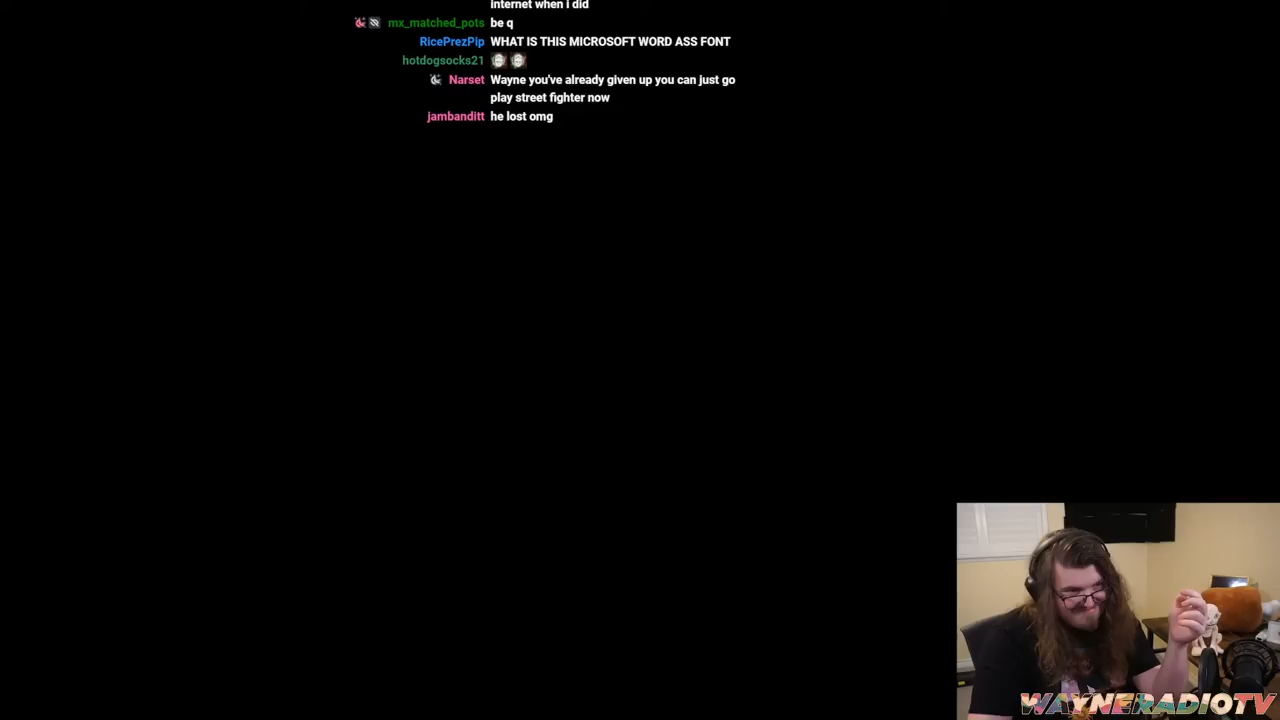 internet when i did
mx_matched_pots be q
RicePrezPip WHAT IS THIS MICROSOFT WORD ASS FONT
hotdogsocks21
Narset Wayne you've already given up you can just go
play street fighter now
jambanditt he lost omg
WAYNERADIOTV